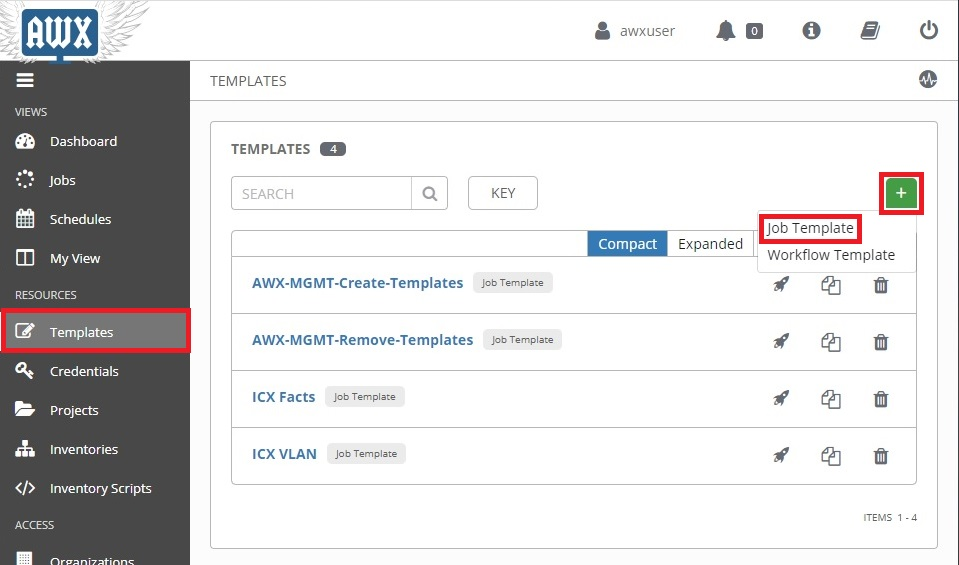 AWX
awxuser
0
VIEWS
Dashboard
Jobs
Schedules
My View
RESOURCES
Templates
Credentials
Projects
Inventories
Inventory Scripts
ACCESS
Organizations
TEMPLATES
TEMPLATES 4
SEARCH
KEY
+
Job Template
Workflow Template
Compact Expanded
AWX-MGMT-Create-Templates Job Template
AWX-MGMT-Remove-Templates Job Template
ICX Facts Job Template
ICX VLAN Job Template
ITEMS 1 - 4